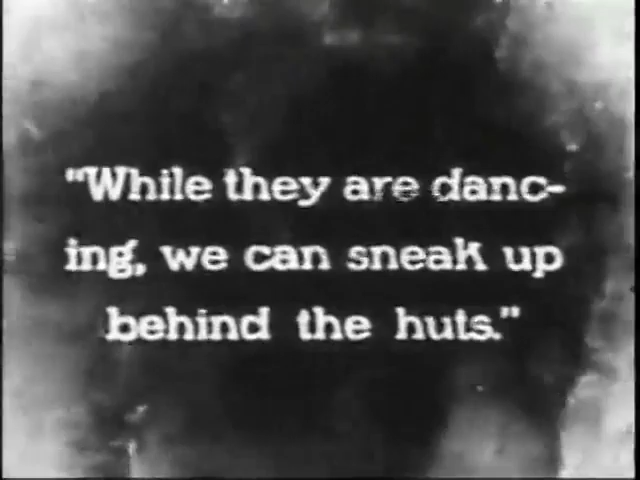 "While they are danc-
ing, we can sneak up
behind the huts."